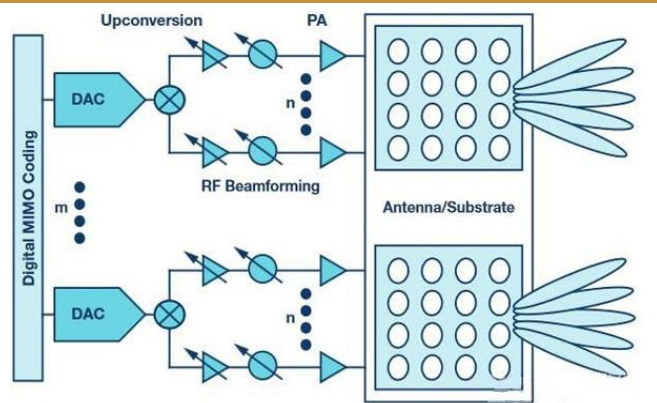 Upconversion
PA
DAC
n
RF Beamforming
Digital MIMO Coding
m
Antenna/Substrate
DAC
n